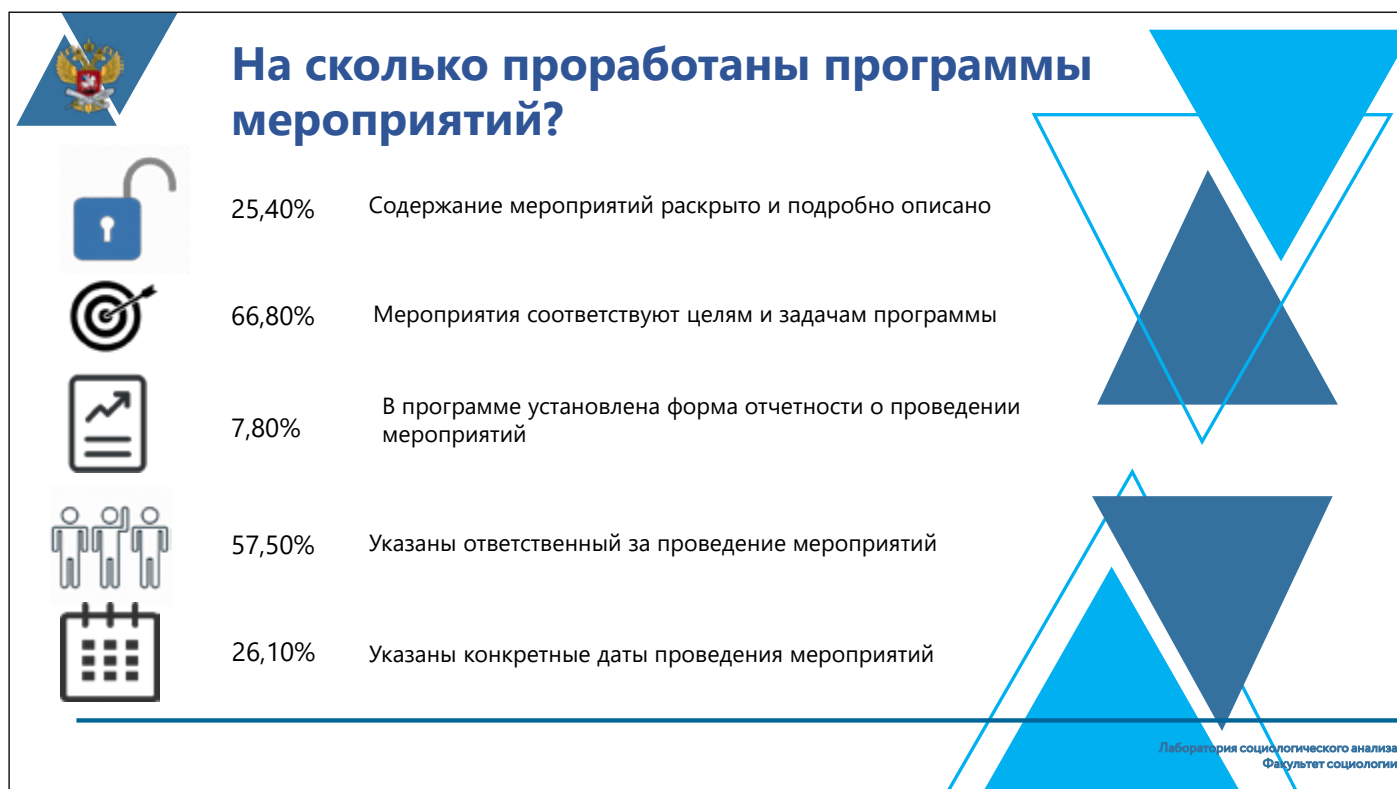 На сколько проработаны программы
мероприятий?
25,40%
Содержание мероприятий раскрыто и подробно описано
66,80%
Мероприятия соответствуют целям и задачам программы
7,80%
В программе установлена форма отчетности о проведении
мероприятий
57,50%
Указаны ответственный за проведение мероприятий
26,10%
Указаны конкретные даты проведения мероприятий
Лаборатория социологического анализа
Факультет социологии